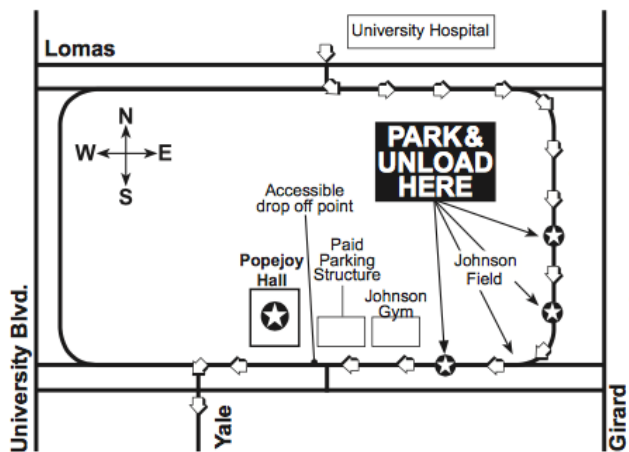 University Hospital
Lomas
N
W E
S
PARK &
UNLOAD
HERE
Accessible
drop off point
Popejoy
Hall
Paid
Parking
Structure
Johnson
Gym
Johnson
Field
University Blvd.
Yale
Girard